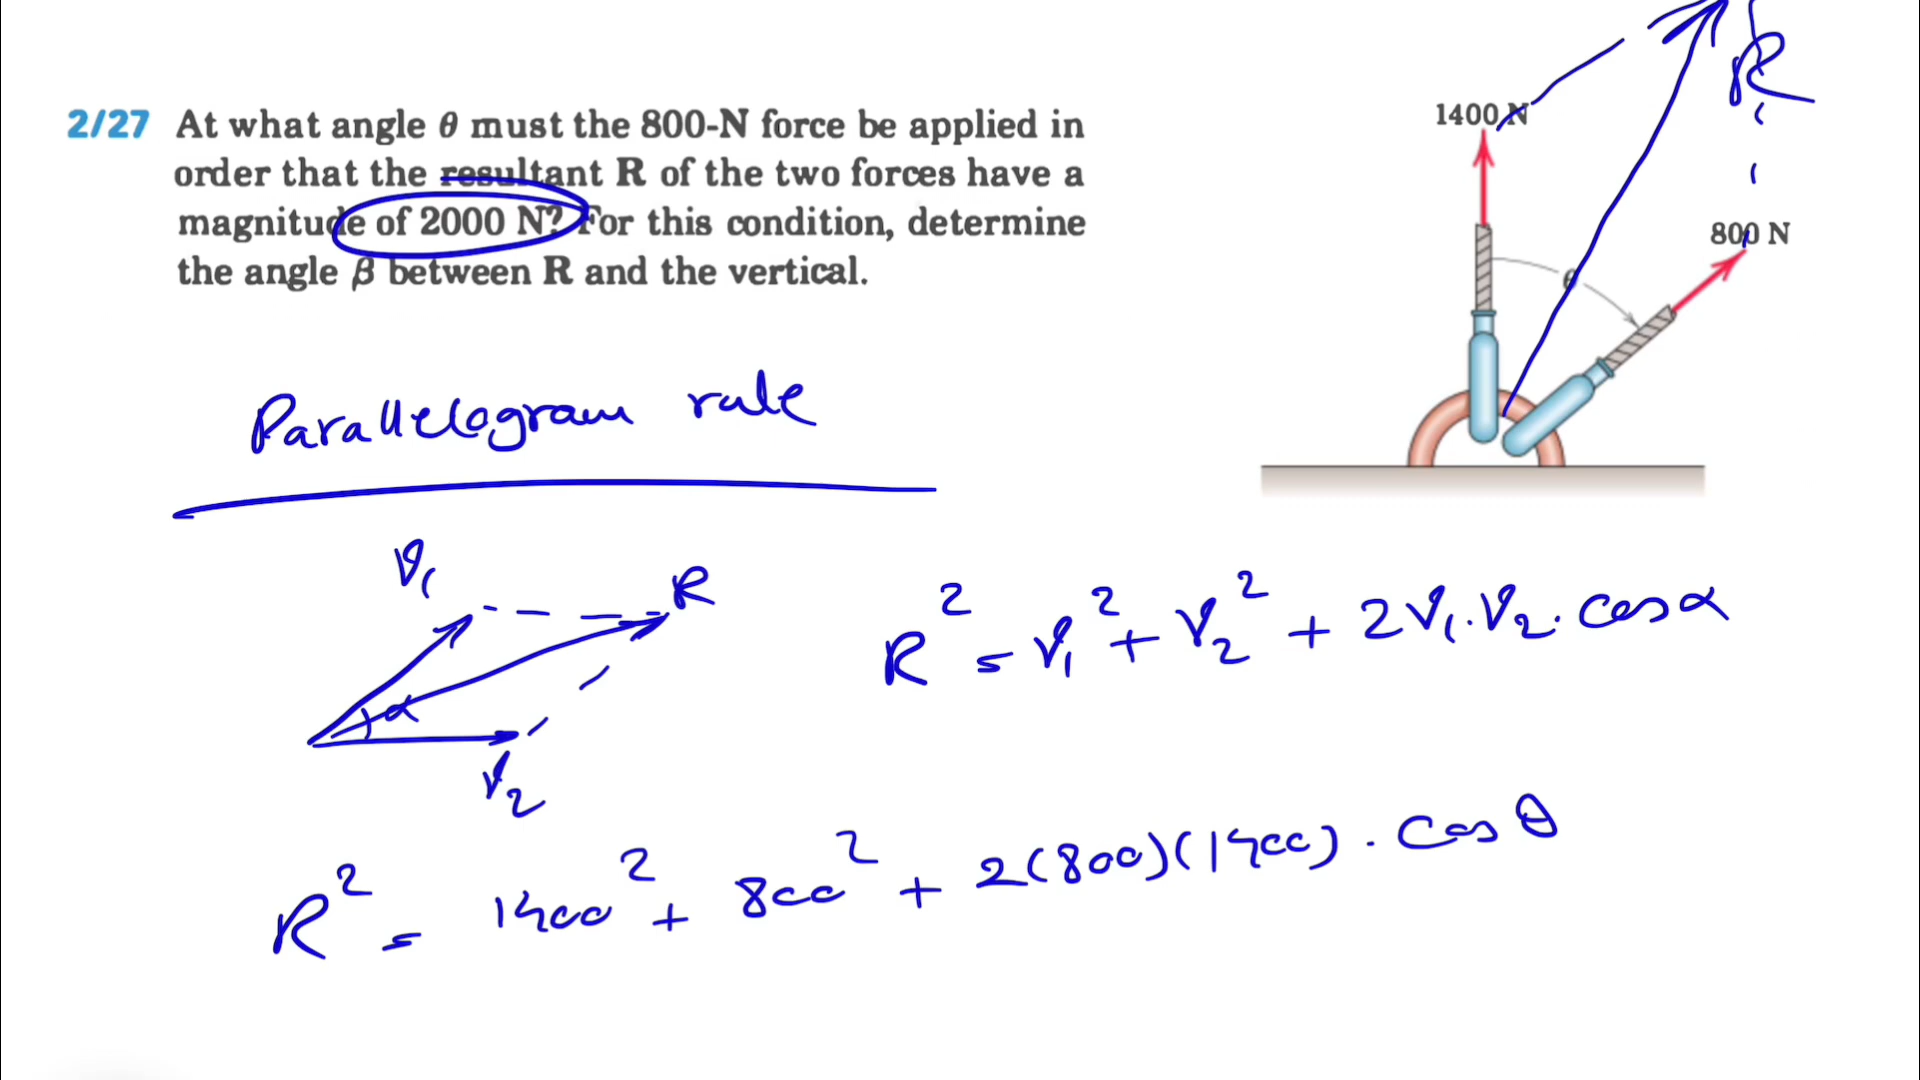 2/27 At what angle θ must the 800-N force be applied in
order that the resultant R of the two forces have a
magnitude of 2000 N? For this condition, determine
the angle β between R and the vertical.
1400 N
R
800 N
θ
Parallelogram rule
V₁
R
α
V₂
R² = V₁² + V₂² + 2V₁.V₂.cosα
R² = 1400² + 800² + 2(800)(1400).cosθ